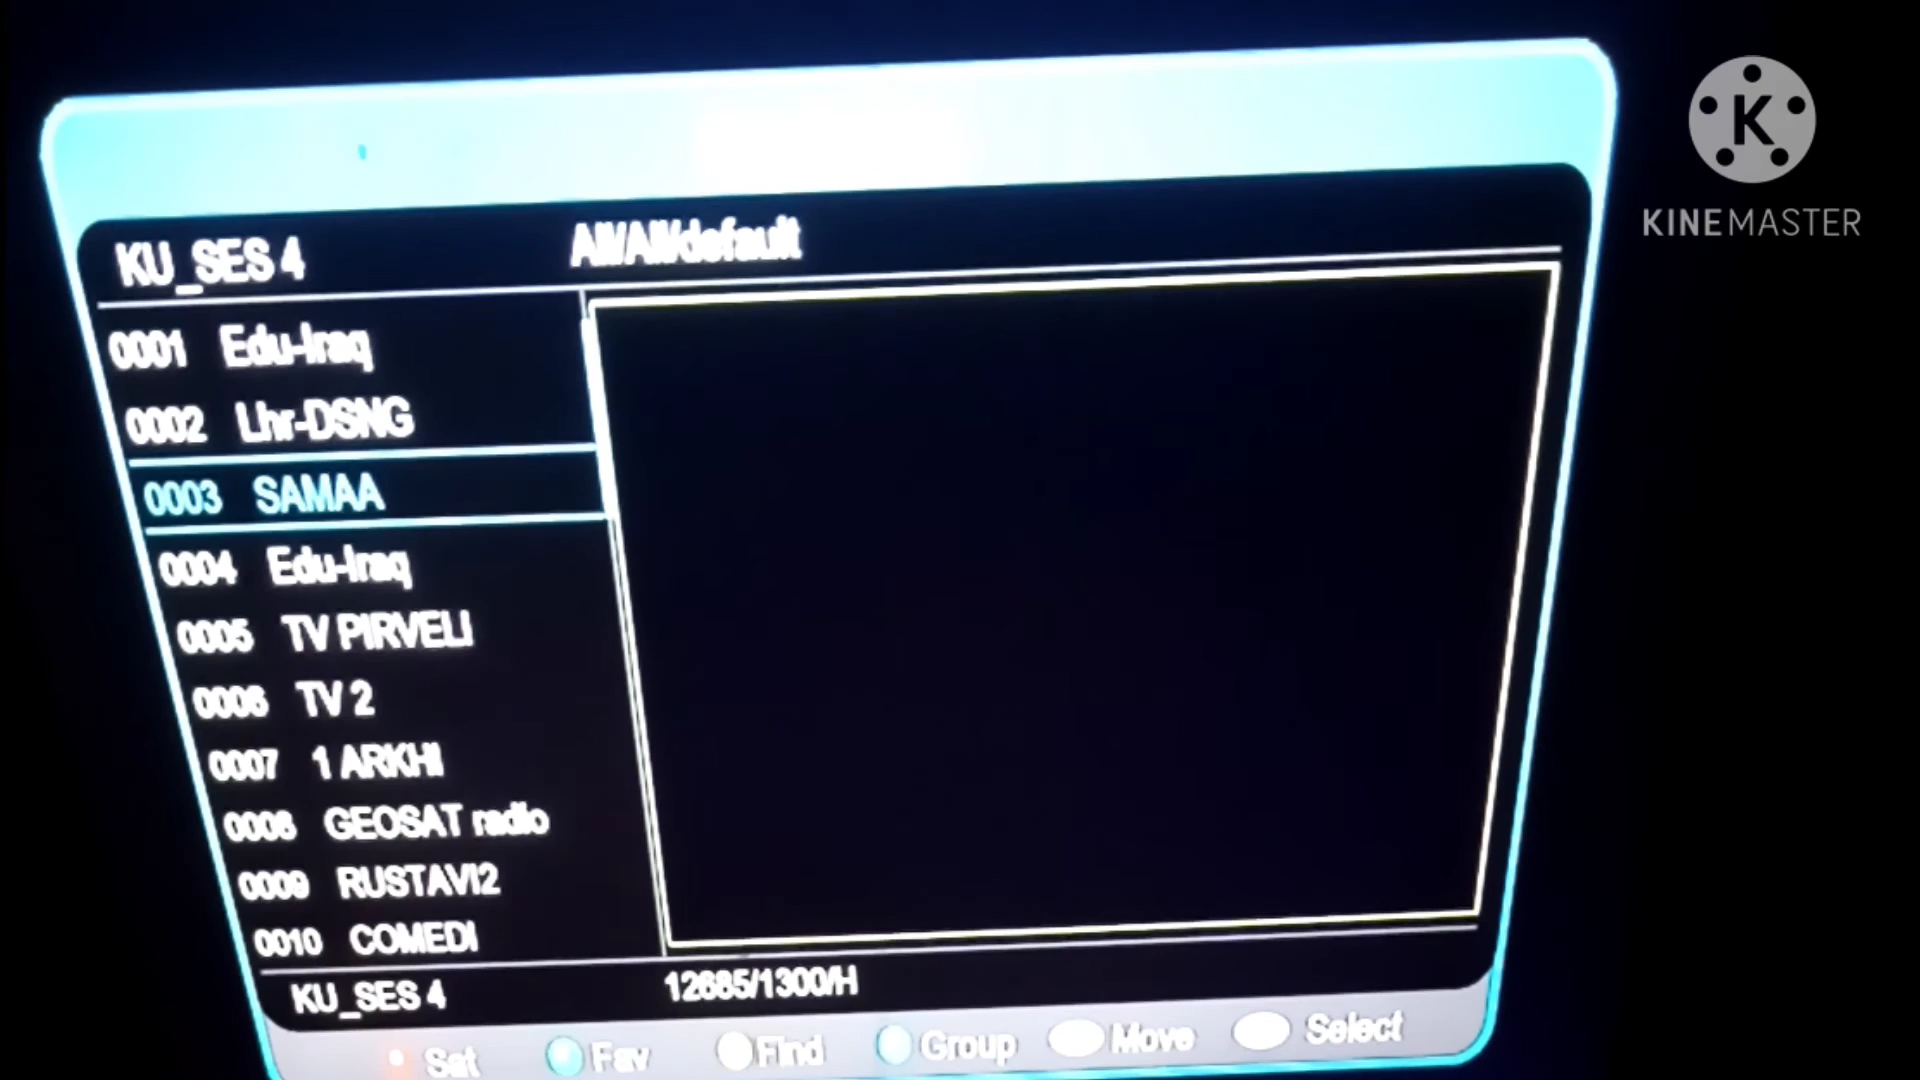 K
KINEMASTER
KU_SES 4
All/All/default
0001 Edu-Iraq
0002 Lhr-DSNG
0003 SAMAA
0004 Edu-Iraq
0005 TV PIRVELI
0006 TV 2
0007 1 ARKHI
0008 GEOSAT radio
0009 RUSTAVI2
0010 COMEDI
KU_SES 4
12685/1300/H
Sat Fav Find Group Move Select